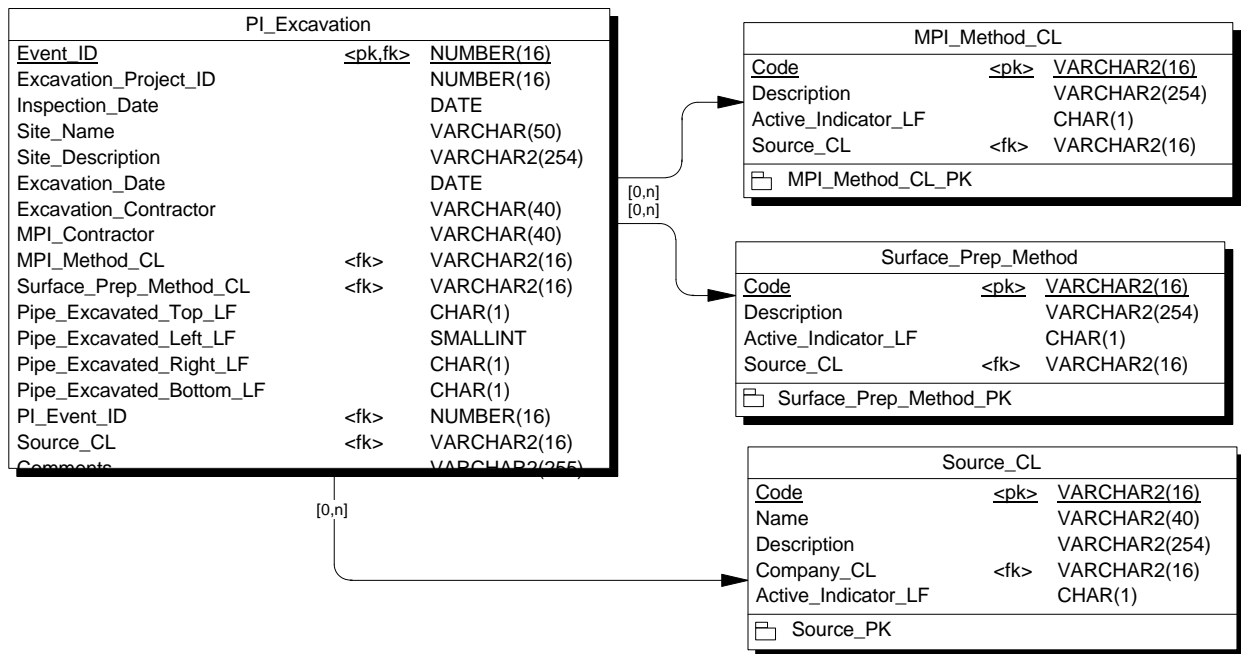 PI_Excavation
Event_ID <pk,fk> NUMBER(16)
Excavation_Project_ID NUMBER(16)
Inspection_Date DATE
Site_Name VARCHAR(50)
Site_Description VARCHAR2(254)
Excavation_Date DATE
Excavation_Contractor VARCHAR(40)
MPI_Contractor VARCHAR(40)
MPI_Method_CL <fk> VARCHAR2(16)
Surface_Prep_Method_CL <fk> VARCHAR2(16)
Pipe_Excavated_Top_LF CHAR(1)
Pipe_Excavated_Left_LF SMALLINT
Pipe_Excavated_Right_LF CHAR(1)
Pipe_Excavated_Bottom_LF CHAR(1)
PI_Event_ID <fk> NUMBER(16)
Source_CL <fk> VARCHAR2(16)
Comments VARCHAR2(255)
[0,n]
[0,n]
[0,n]
MPI_Method_CL
Code <pk> VARCHAR2(16)
Description VARCHAR2(254)
Active_Indicator_LF CHAR(1)
Source_CL <fk> VARCHAR2(16)
MPI_Method_CL_PK
Surface_Prep_Method
Code <pk> VARCHAR2(16)
Description VARCHAR2(254)
Active_Indicator_LF CHAR(1)
Source_CL <fk> VARCHAR2(16)
Surface_Prep_Method_PK
Source_CL
Code <pk> VARCHAR2(16)
Name VARCHAR2(40)
Description VARCHAR2(254)
Company_CL <fk> VARCHAR2(16)
Active_Indicator_LF CHAR(1)
Source_PK